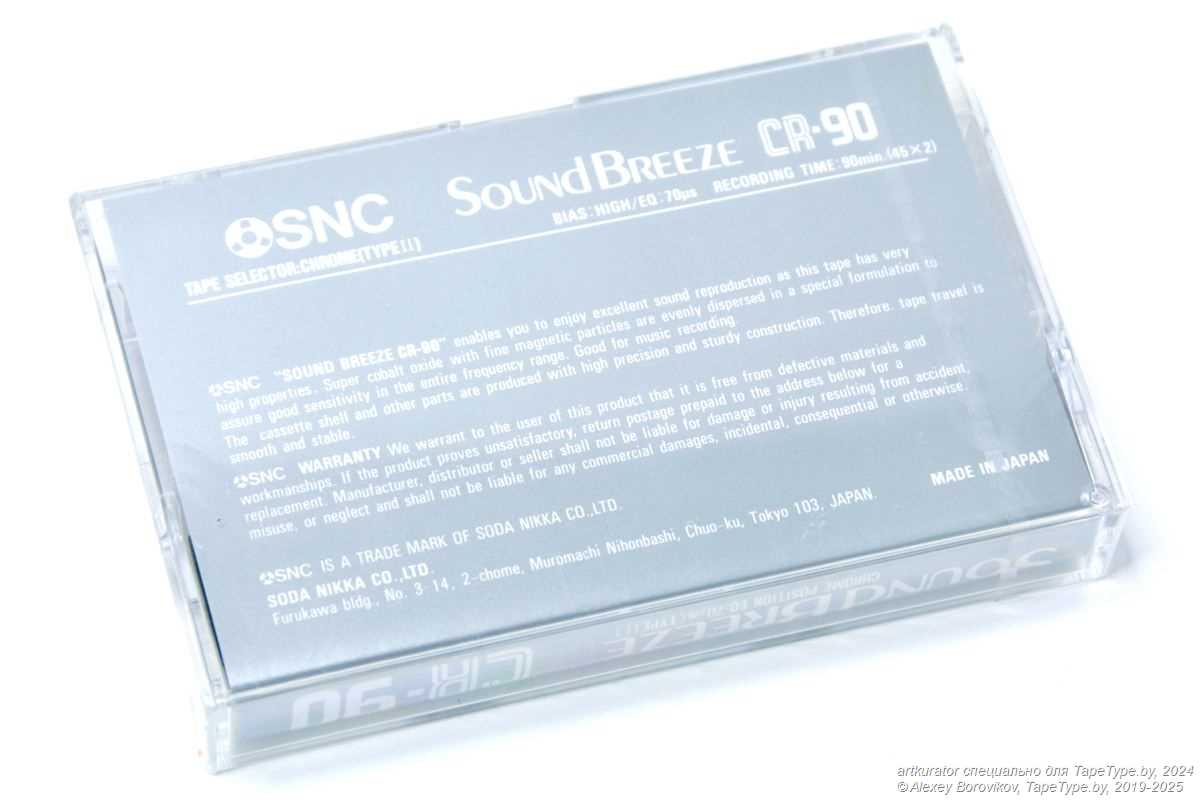 SNC
SOUND BREEZE CR-90
TAPE SELECTOR:CHROME(TYPE II)
BIAS:HIGH/EQ:70μs RECORDING TIME:90min.(45×2)
SNC "SOUND BREEZE CR-90" enables you to enjoy excellent sound reproduction as this tape has very
high properties. Super cobalt oxide with fine magnetic particles are evenly dispersed in a special formulation to
assure good sensitivity in the entire frequency range. Good for music recording.
The cassette shell and other parts are produced with high precision and sturdy construction. Therefore. tape travel is
smooth and stable.
SNC WARRANTY We warrant to the user of this product that it is free from defective materials and
workmanships. If the product proves unsatisfactory, return postage prepaid to the address below for a
replacement. Manufacturer, distributor or seller shall not be liable for damage or injury resulting from accident,
misuse, or neglect and shall not be liable for any commercial damages, incidental, consequential or otherwise.
MADE IN JAPAN
SNC IS A TRADE MARK OF SODA NIKKA CO.,LTD.
SODA NIKKA CO.,LTD.
Furukawa bldg., No. 3-14, 2-chome, Muromachi Nihonbashi, Chuo-ku, Tokyo 103, JAPAN.
SOUND BREEZE
CHROME POSITION EQ-70μs(TYPE II)
CR-90
artkurator специально для TapeType.by, 2024
© Alexey Borovikov, TapeType.by, 2019-2025